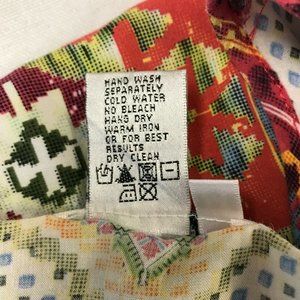 HAND WASH
SEPARATELY
COLD WATER
NO BLEACH
HANG DRY
WARM IRON
OR FOR BEST
RESULTS
DRY CLEAN